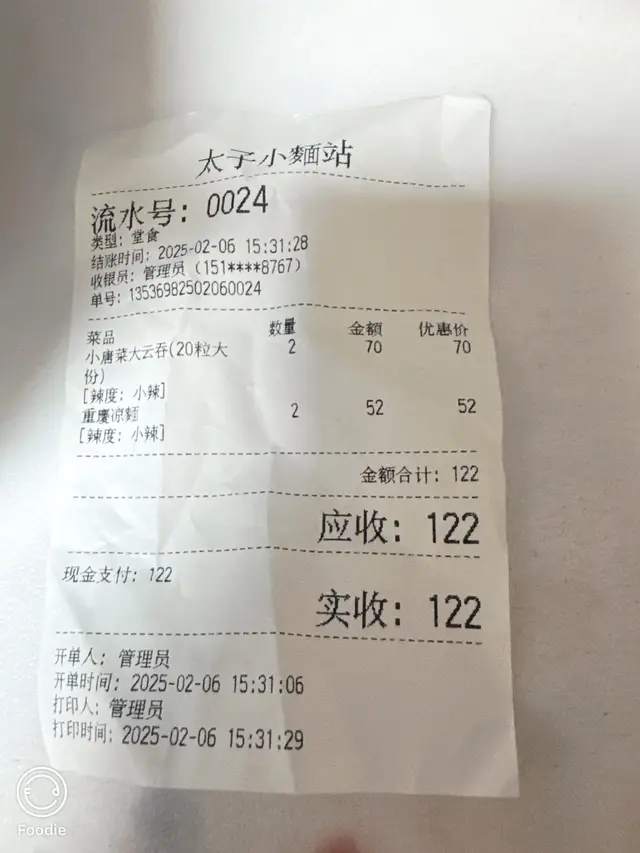 太子小麵站
流水号: 0024
类型: 堂食
结账时间: 2025-02-06 15:31:28
收银员: 管理员 (151****8767)
单号: 13536982502060024
菜品 数量 金额 优惠价
小唐菜大云吞(20粒大 2 70 70
份)
[辣度: 小辣]
重慶凉麵 2 52 52
[辣度: 小辣]
金额合计: 122
应收: 122
现金支付: 122
实收: 122
开单人: 管理员
开单时间: 2025-02-06 15:31:06
打印人: 管理员
打印时间: 2025-02-06 15:31:29
Foodie